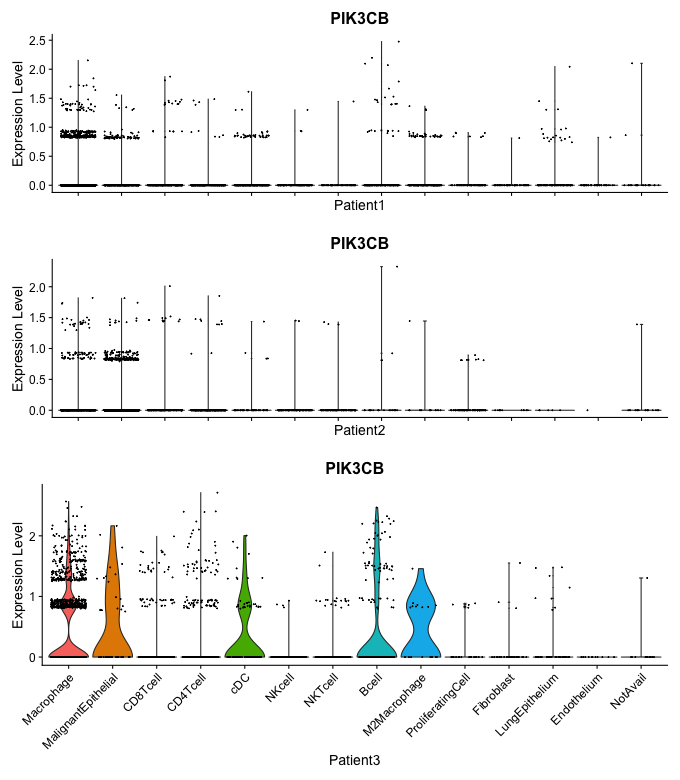 PIK3CB
Expression Level
2.5
2.0
1.5
1.0
0.5
0.0
Patient1
PIK3CB
Expression Level
2.0
1.5
1.0
0.5
0.0
Patient2
PIK3CB
Expression Level
2
1
0
Macrophage
MalignantEpithelial
CD8Tcell
CD4Tcell
cDC
NKcell
NKTcell
Bcell
M2Macrophage
ProliferatingCell
Fibroblast
LungEpithelium
Endothelium
NotAvail
Patient3